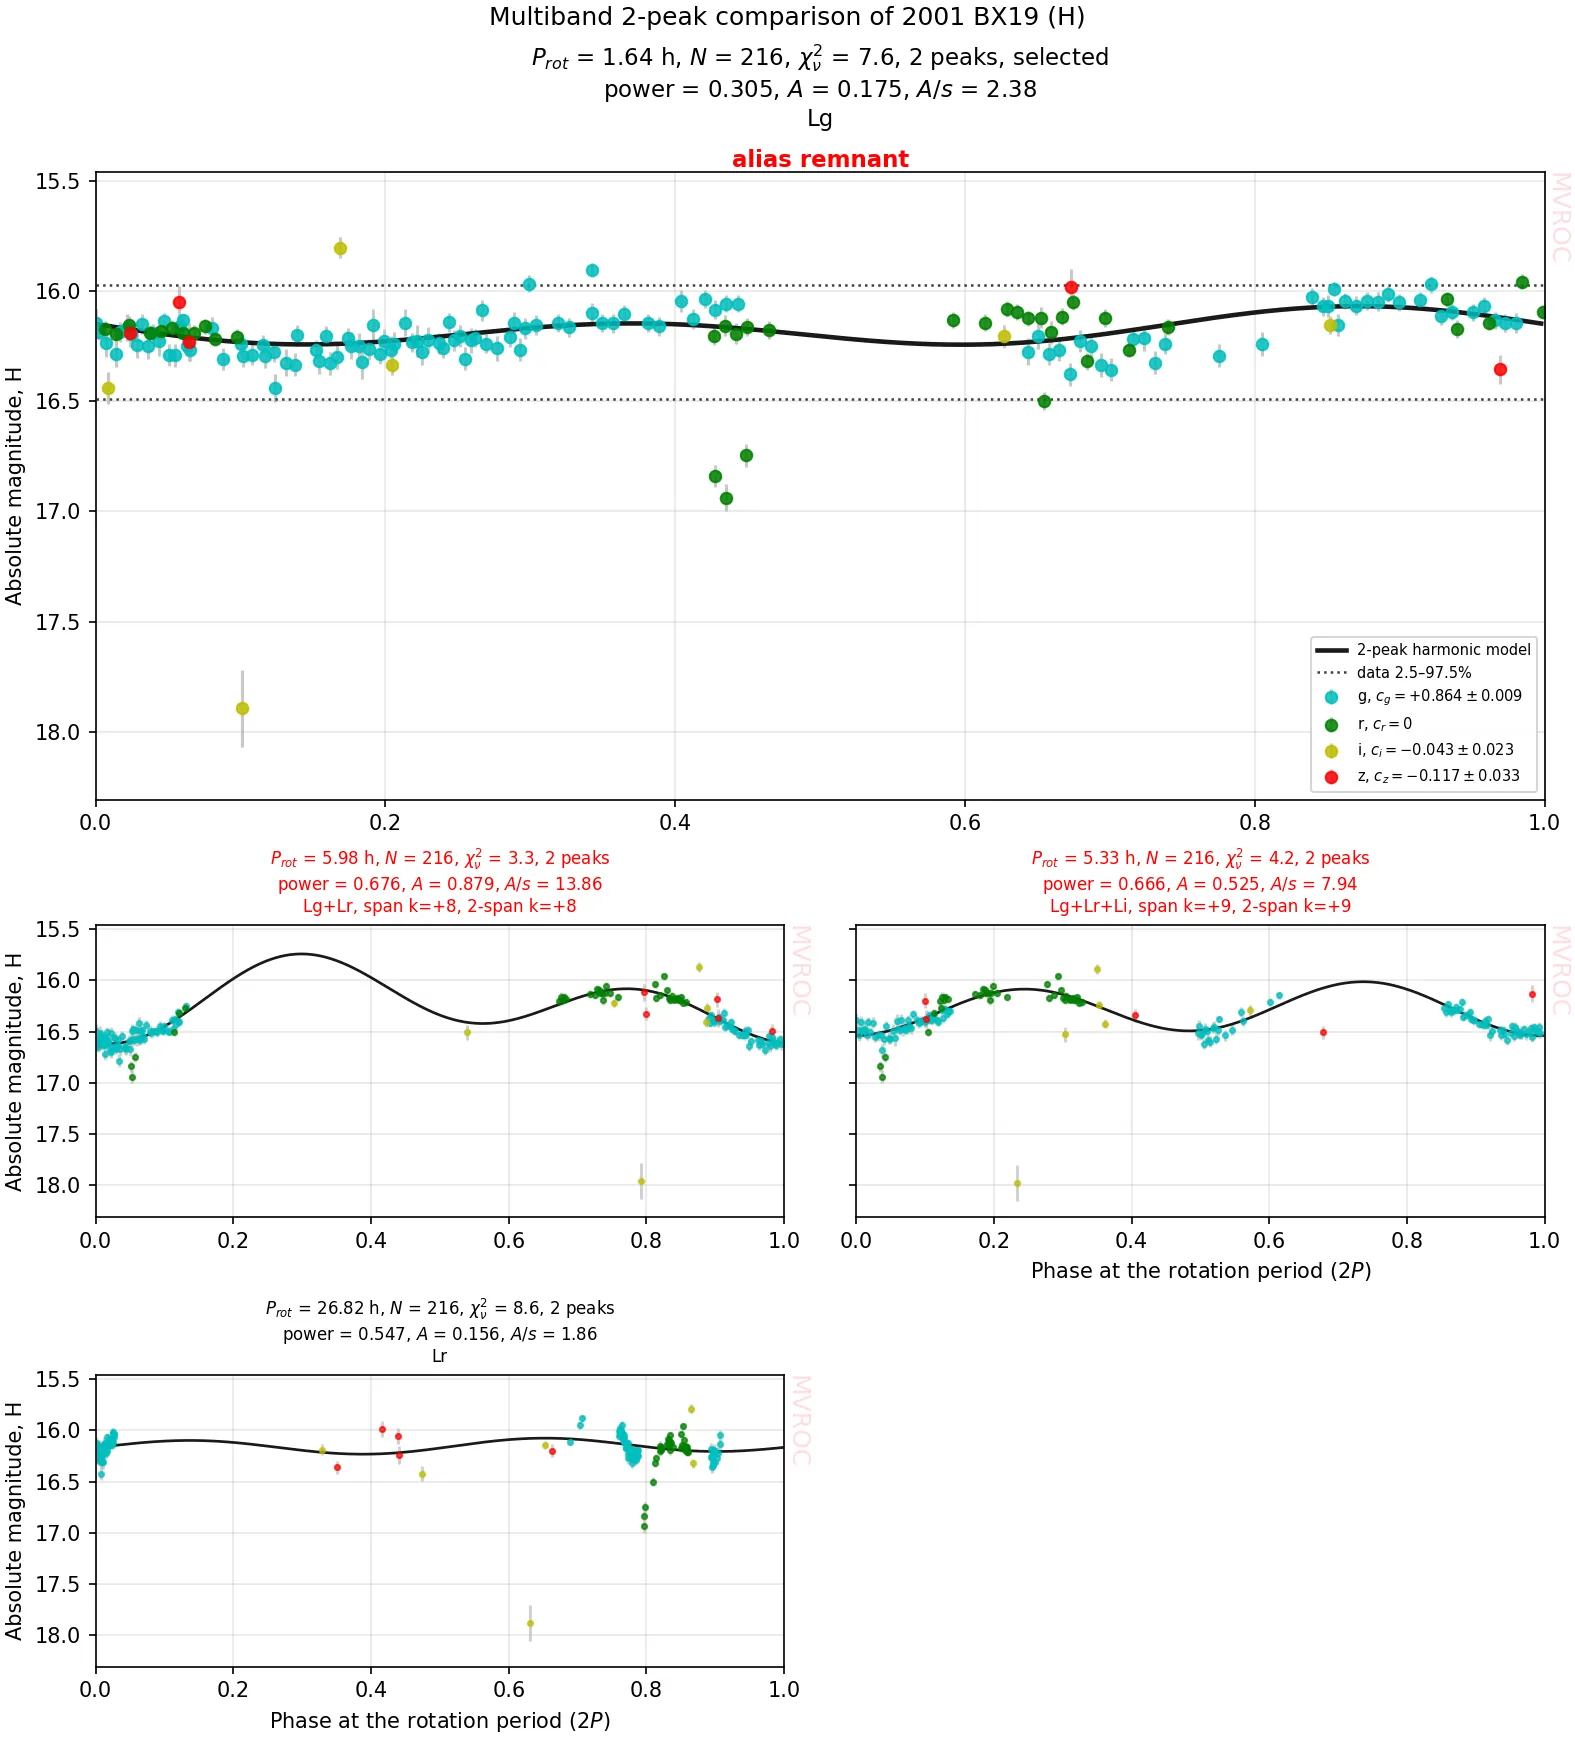 Multiband 2-peak comparison of 2001 BX19 (H)
P_rot = 1.64 h, N = 216, χ²_ν = 7.6, 2 peaks, selected
power = 0.305, A = 0.175, A/s = 2.38
Lg
alias remnant
15.5
16.0
16.5
17.0
17.5
18.0
Absolute magnitude, H
MVROC
2-peak harmonic model
data 2.5–97.5%
g, c_g = +0.864 ± 0.009
r, c_r = 0
i, c_i = −0.043 ± 0.023
z, c_z = −0.117 ± 0.033
0.0 0.2 0.4 0.6 0.8 1.0
P_rot = 5.98 h, N = 216, χ²_ν = 3.3, 2 peaks
power = 0.676, A = 0.879, A/s = 13.86
Lg+Lr, span k=+8, 2-span k=+8
15.5
16.0
16.5
17.0
17.5
18.0
Absolute magnitude, H
MVROC
0.0 0.2 0.4 0.6 0.8 1.0
P_rot = 5.33 h, N = 216, χ²_ν = 4.2, 2 peaks
power = 0.666, A = 0.525, A/s = 7.94
Lg+Lr+Li, span k=+9, 2-span k=+9
MVROC
0.0 0.2 0.4 0.6 0.8 1.0
Phase at the rotation period (2P)
P_rot = 26.82 h, N = 216, χ²_ν = 8.6, 2 peaks
power = 0.547, A = 0.156, A/s = 1.86
Lr
15.5
16.0
16.5
17.0
17.5
18.0
Absolute magnitude, H
MVROC
0.0 0.2 0.4 0.6 0.8 1.0
Phase at the rotation period (2P)